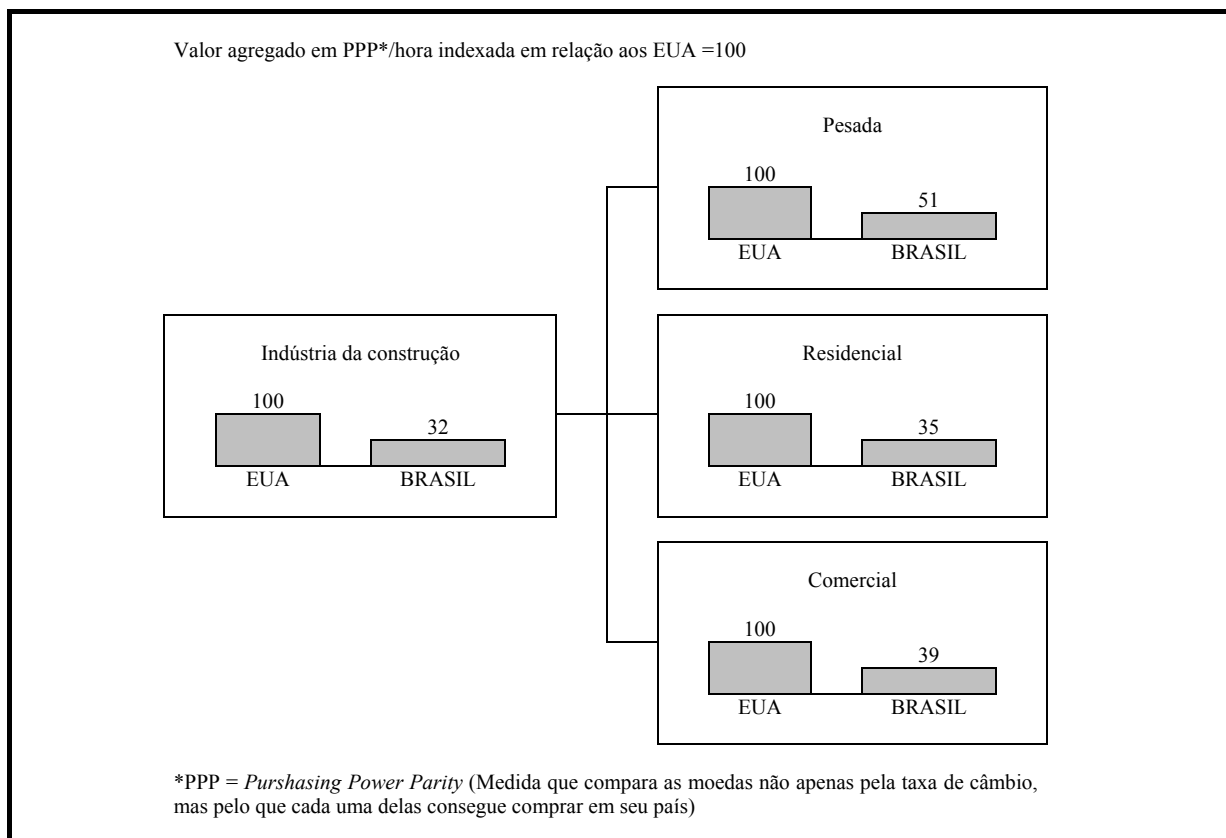 Valor agregado em PPP*/hora indexada em relação aos EUA =100
Pesada
100
51
EUA
BRASIL
Indústria da construção
100
32
EUA
BRASIL
Residencial
100
35
EUA
BRASIL
Comercial
100
39
EUA
BRASIL
*PPP = Purshasing Power Parity (Medida que compara as moedas não apenas pela taxa de câmbio,
mas pelo que cada uma delas consegue comprar em seu país)